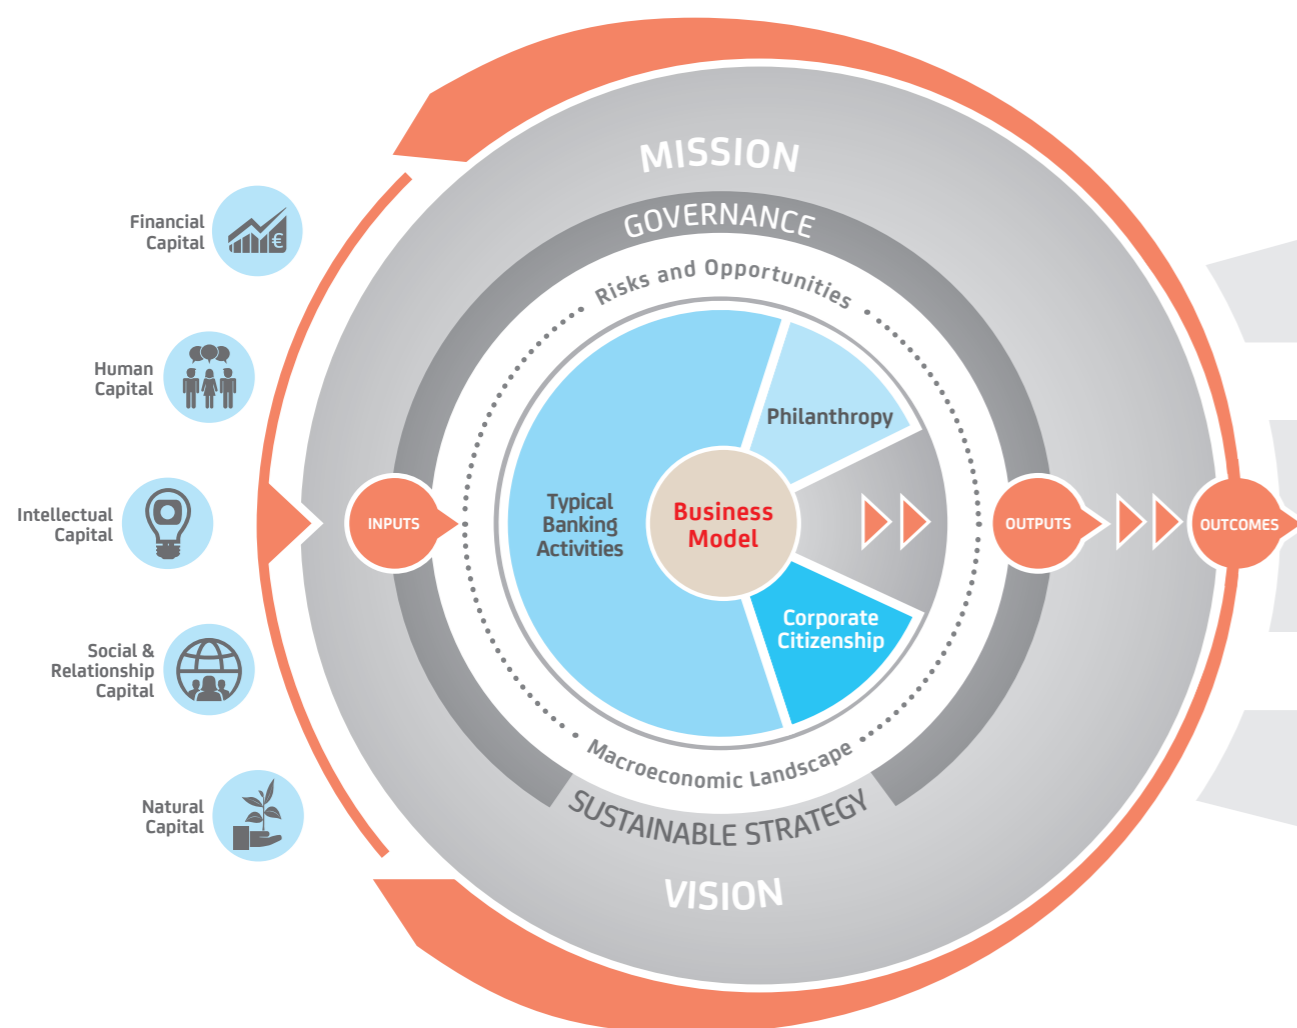 MISSION
GOVERNANCE
Risks and Opportunities
Financial
Capital
€
Human
Capital
Intellectual
Capital
Social &
Relationship
Capital
Natural
Capital
INPUTS
Typical
Banking
Activities
Business
Model
Philanthropy
Corporate
Citizenship
OUTPUTS
OUTCOMES
Macroeconomic Landscape
SUSTAINABLE STRATEGY
VISION